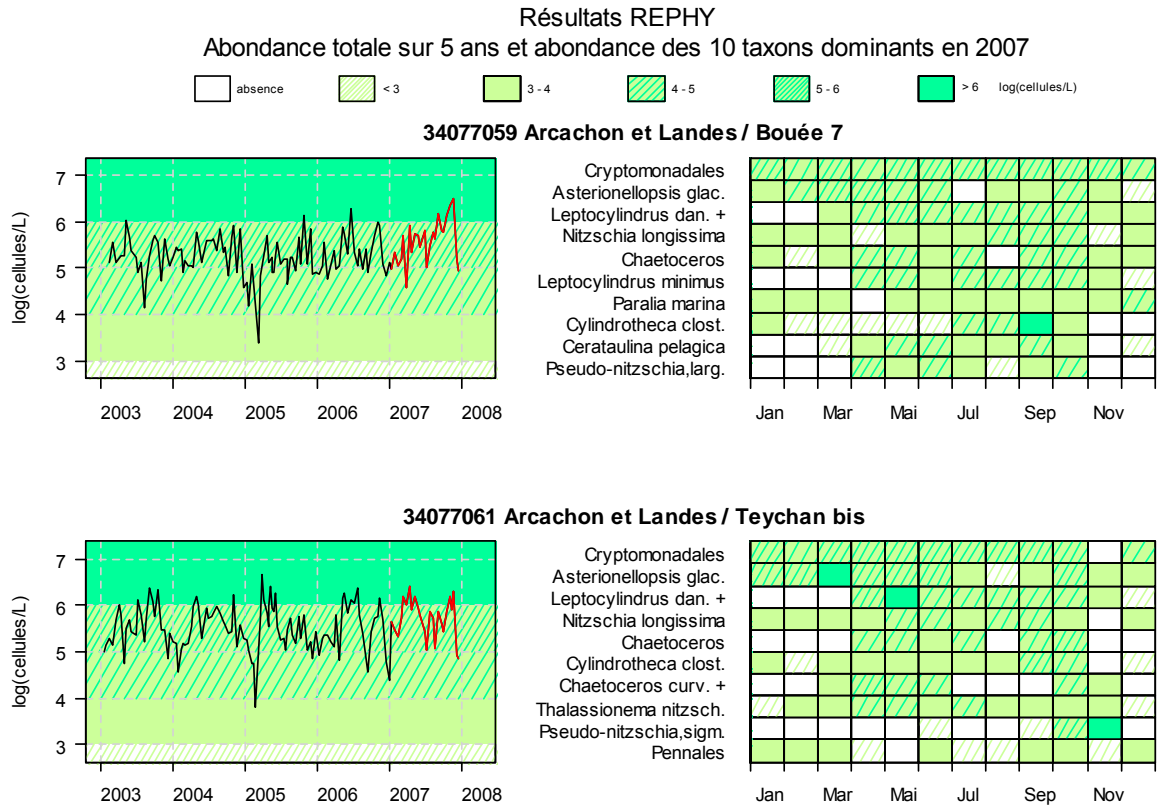 Résultats REPHY
Abondance totale sur 5 ans et abondance des 10 taxons dominants en 2007
absence < 3 3 - 4 4 - 5 5 - 6 > 6 log(cellules/L)
34077059 Arcachon et Landes / Bouée 7
log(cellules/L)
7
6
5
4
3
2003 2004 2005 2006 2007 2008
Cryptomonadales
Asterionellopsis glac.
Leptocylindrus dan. +
Nitzschia longissima
Chaetoceros
Leptocylindrus minimus
Paralia marina
Cylindrotheca clost.
Cerataulina pelagica
Pseudo-nitzschia,larg.
Jan Mar Mai Jul Sep Nov
34077061 Arcachon et Landes / Teychan bis
log(cellules/L)
7
6
5
4
3
2003 2004 2005 2006 2007 2008
Cryptomonadales
Asterionellopsis glac.
Leptocylindrus dan. +
Nitzschia longissima
Chaetoceros
Cylindrotheca clost.
Chaetoceros curv. +
Thalassionema nitzsch.
Pseudo-nitzschia,sigm.
Pennales
Jan Mar Mai Jul Sep Nov